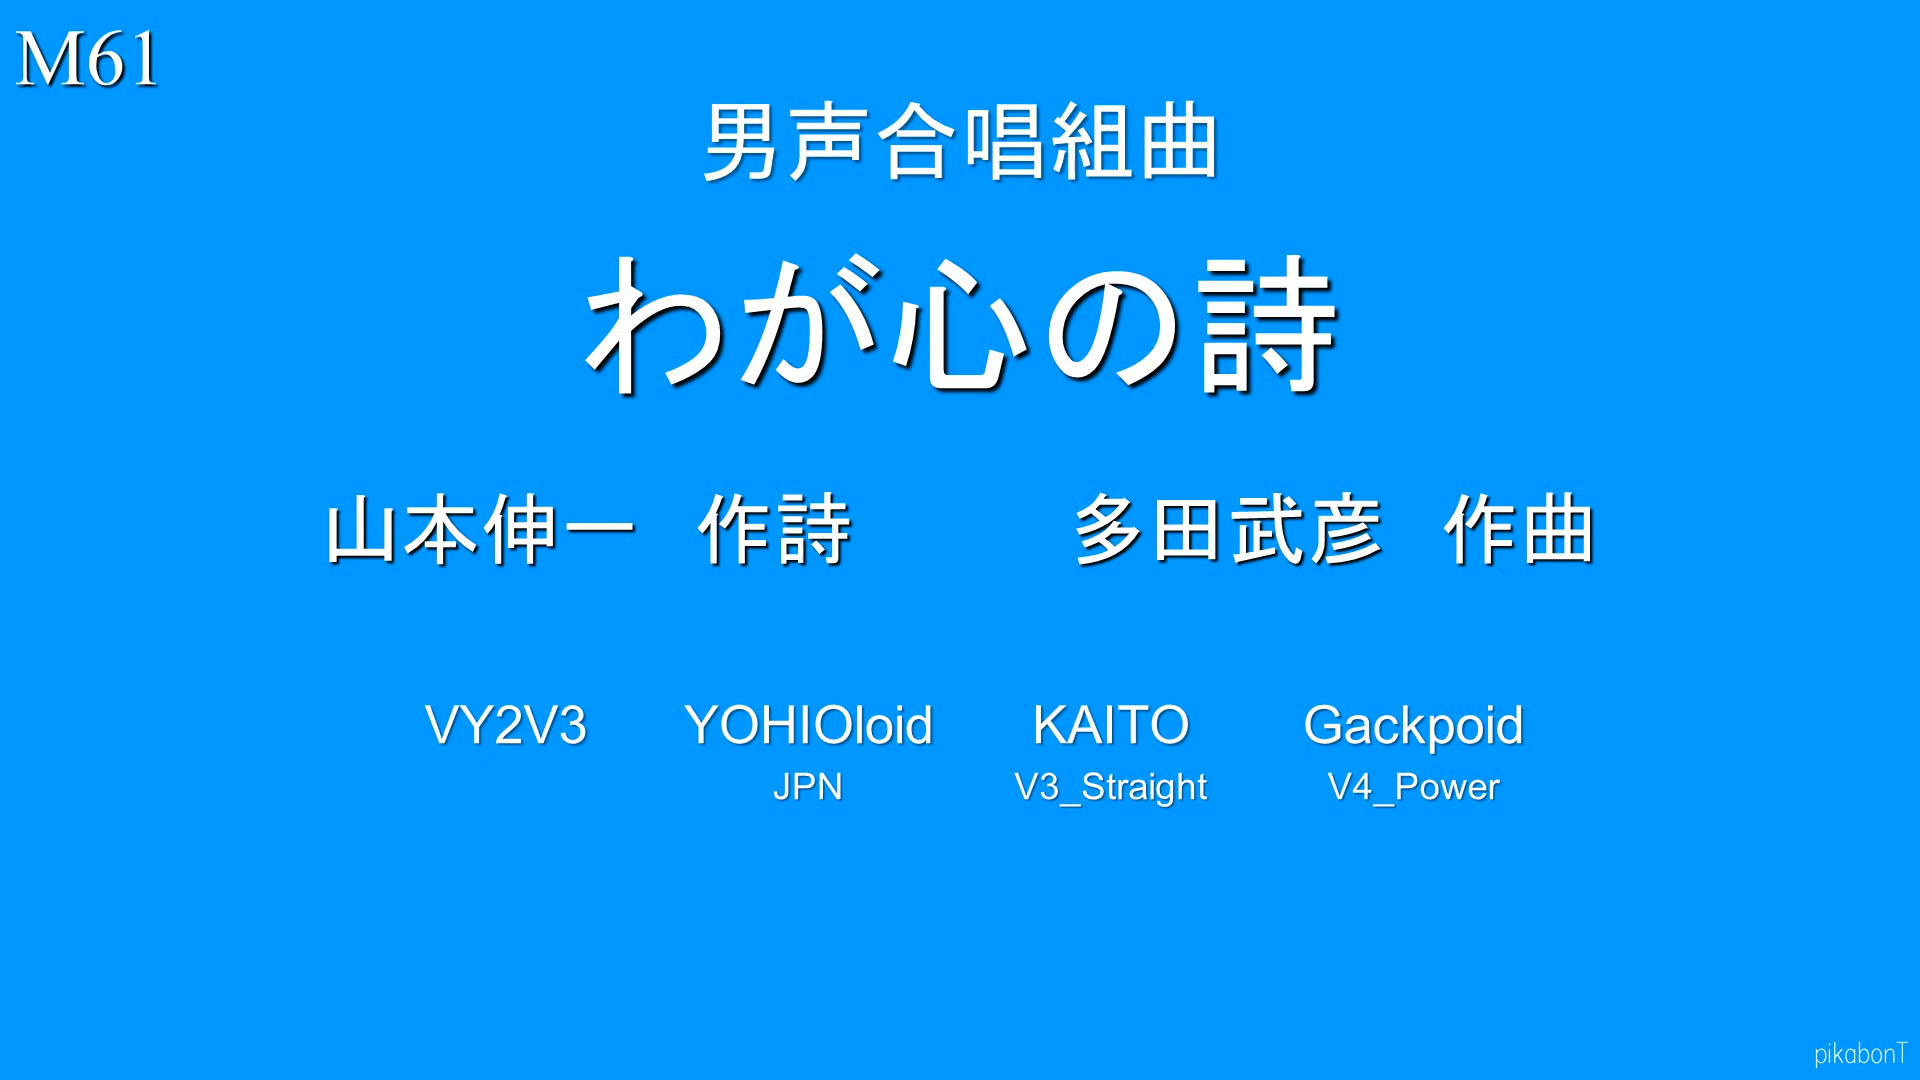 M61
男声合唱組曲
わが心の詩
山本伸一　作詩　　　多田武彦　作曲
VY2V3 YOHIOloid KAITO Gackpoid
JPN V3_Straight V4_Power
pikabonT